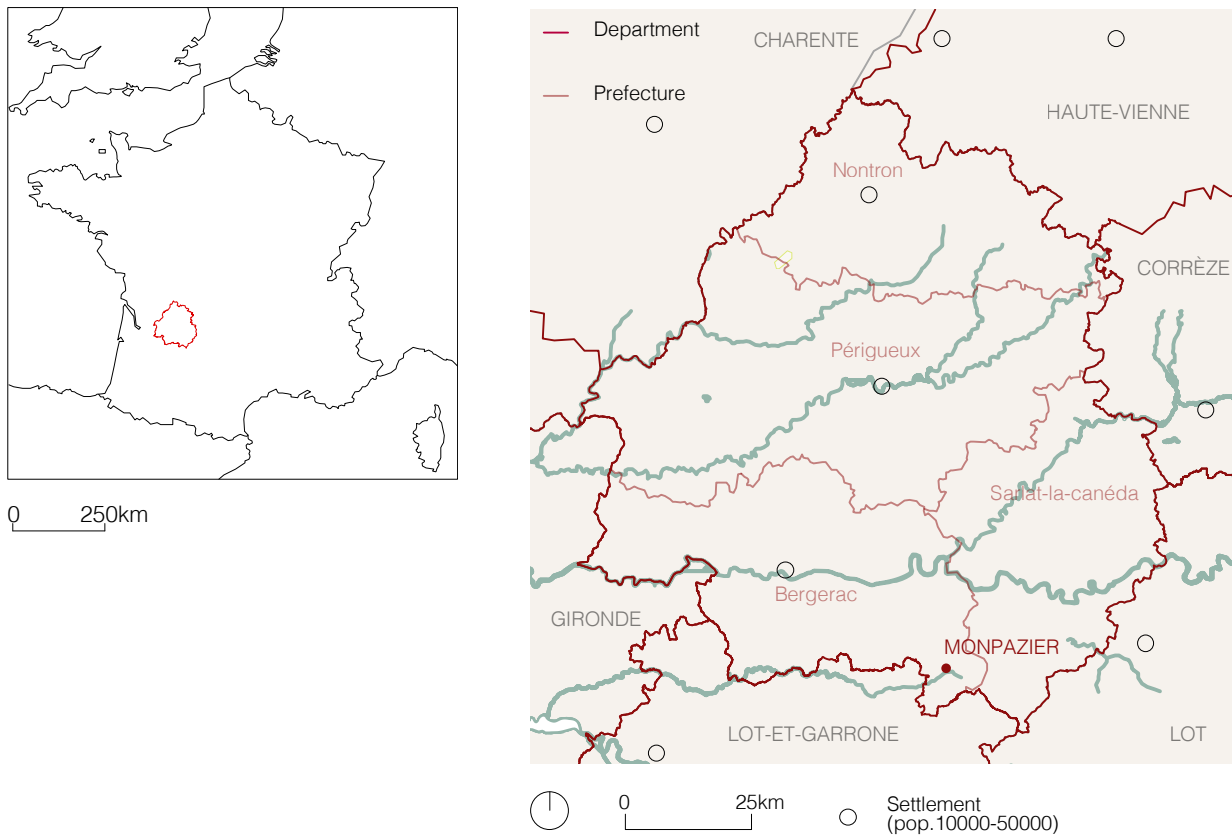 Department
CHARENTE
Prefecture
HAUTE-VIENNE
Nontron
CORRÈZE
Périgueux
Sarlat-la-canéda
0 250km
Bergerac
GIRONDE
MONPAZIER
LOT-ET-GARRONE
LOT
0 25km
Settlement
(pop.10000-50000)